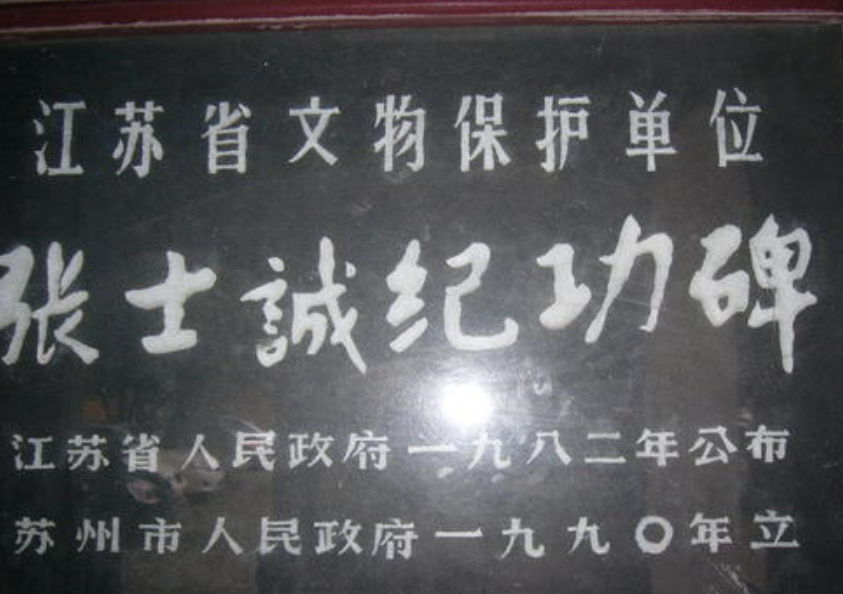 江苏省文物保护单位
张士誠纪功碑
江苏省人民政府一九八二年公布
苏州市人民政府一九九〇年立